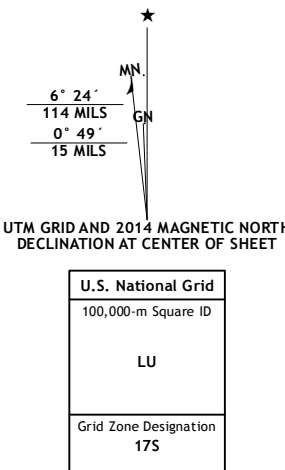 ★
MN.
6° 24´
114 MILS
GN
0° 49´
15 MILS
UTM GRID AND 2014 MAGNETIC NORTH
DECLINATION AT CENTER OF SHEET
U.S. National Grid
100,000-m Square ID
LU
Grid Zone Designation
17S